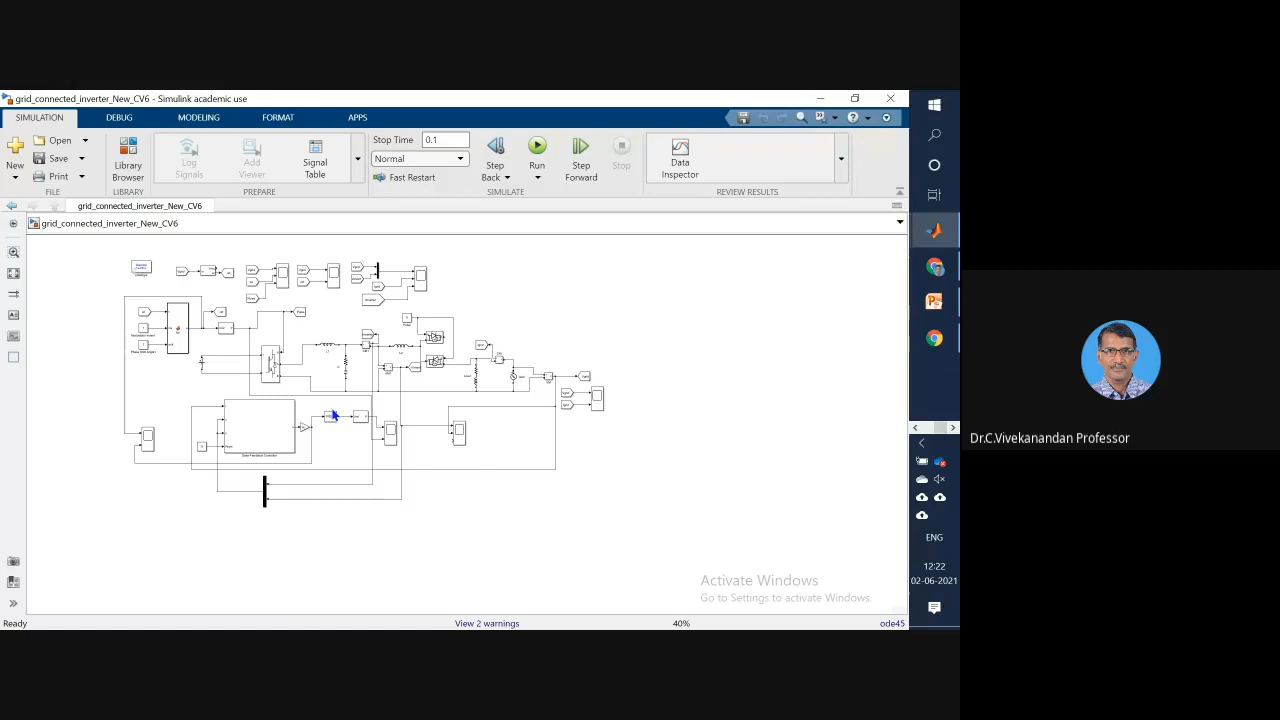 grid_connected_inverter_New_CV6 - Simulink academic use
SIMULATION DEBUG MODELING FORMAT APPS
New
Open
Save
Print
FILE
Library Browser
LIBRARY
Log Signals
Add Viewer
Signal Table
PREPARE
Stop Time 0.1
Normal
Fast Restart
Step Back
Run
Step Forward
Stop
SIMULATE
Data Inspector
REVIEW RESULTS
grid_connected_inverter_New_CV6
grid_connected_inverter_New_CV6
State Feedback Controller
Activate Windows
Go to Settings to activate Windows.
Ready
View 2 warnings
40%
ode45
ENG
12:22
02-06-2021
Dr.C.Vivekanandan Professor